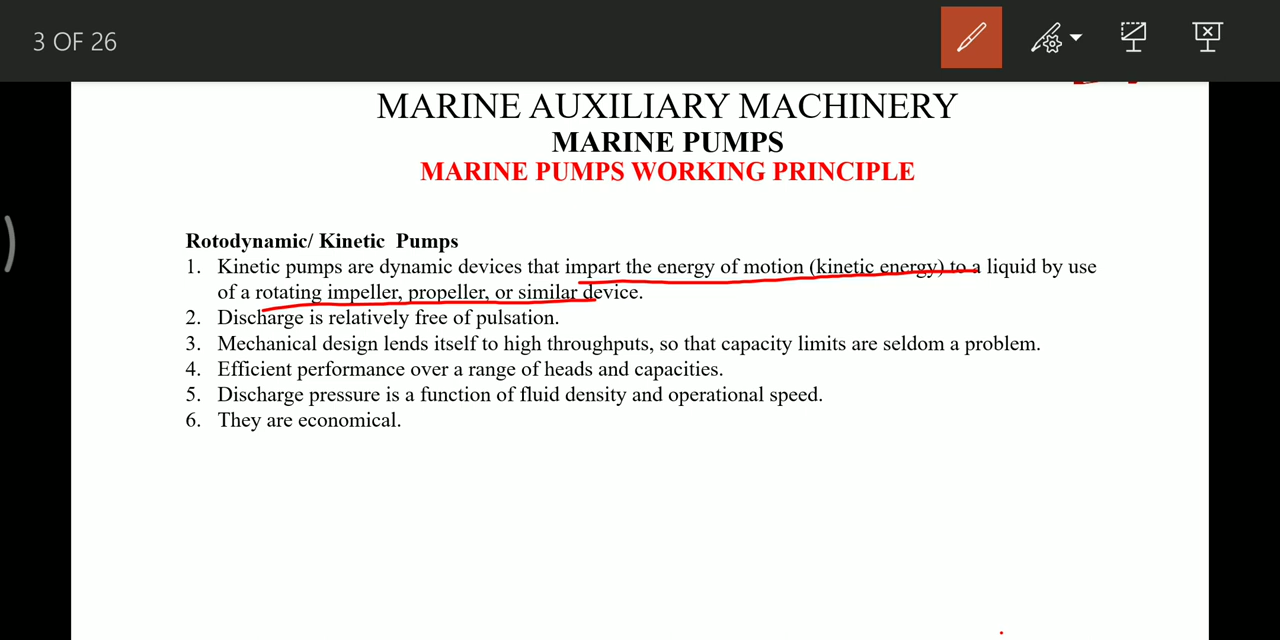 3 OF 26
MARINE AUXILIARY MACHINERY
MARINE PUMPS
MARINE PUMPS WORKING PRINCIPLE
Rotodynamic/ Kinetic Pumps
1. Kinetic pumps are dynamic devices that impart the energy of motion (kinetic energy) to a liquid by use
of a rotating impeller, propeller, or similar device.
2. Discharge is relatively free of pulsation.
3. Mechanical design lends itself to high throughputs, so that capacity limits are seldom a problem.
4. Efficient performance over a range of heads and capacities.
5. Discharge pressure is a function of fluid density and operational speed.
6. They are economical.